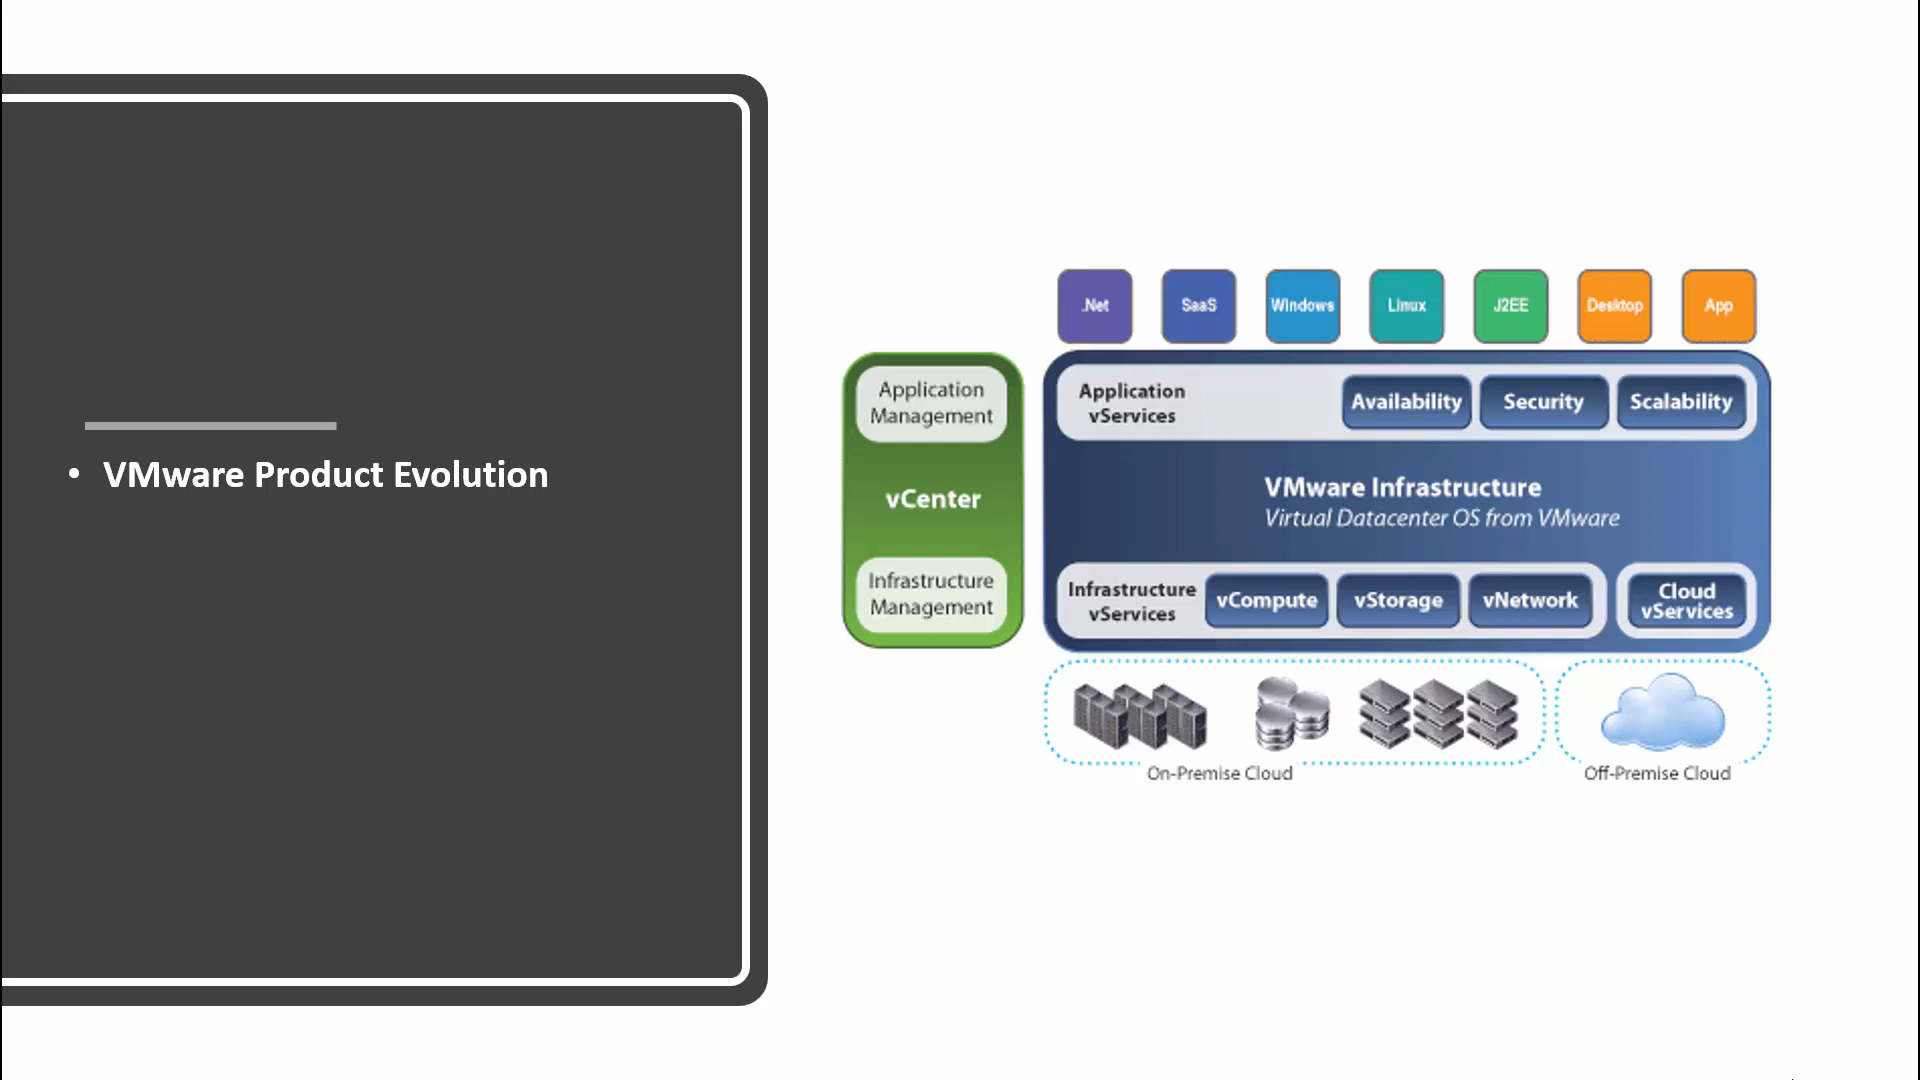 • VMware Product Evolution
.Net
SaaS
Windows
Linux
J2EE
Desktop
App
Application
Management
vCenter
Infrastructure
Management
Application
vServices
Availability
Security
Scalability
VMware Infrastructure
Virtual Datacenter OS from VMware
Infrastructure
vServices
vCompute
vStorage
vNetwork
Cloud
vServices
On-Premise Cloud
Off-Premise Cloud